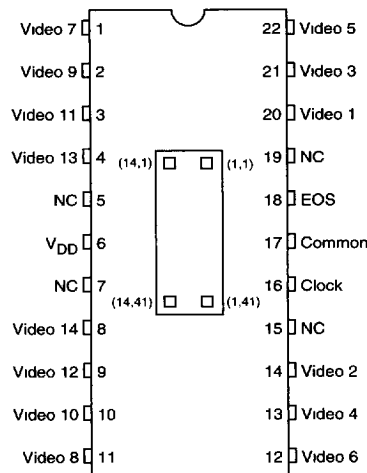 Video 7 1 22 Video 5
Video 9 2 21 Video 3
Video 11 3 20 Video 1
Video 13 4 (14,1) (1,1) 19 NC
NC 5 18 EOS
VDD 6 17 Common
NC 7 (14,41) (1,41) 16 Clock
Video 14 8 15 NC
Video 12 9 14 Video 2
Video 10 10 13 Video 4
Video 8 11 12 Video 6